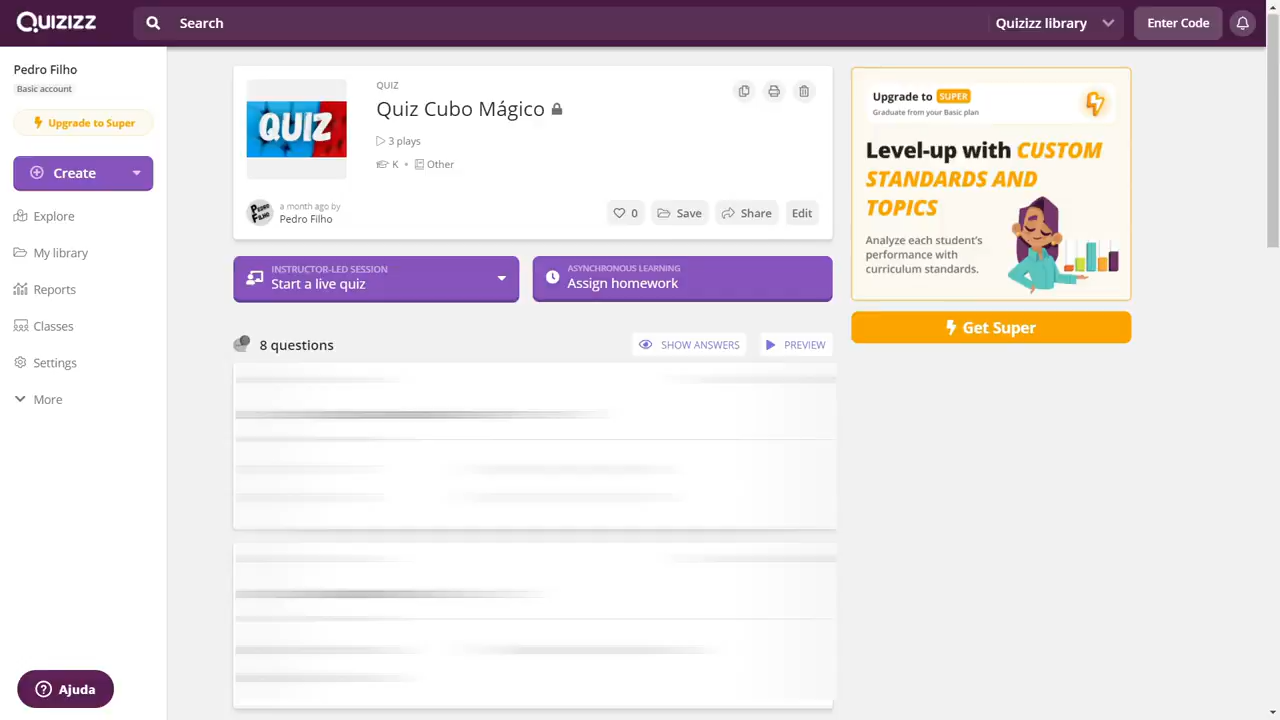 QUIZIZZ
Search
Quizizz library
Enter Code
Pedro Filho
Basic account
Upgrade to Super
Create
Explore
My library
Reports
Classes
Settings
More
Ajuda
QUIZ
QUIZ
Quiz Cubo Mágico
3 plays
K • Other
PEDRO FILHO
a month ago by
Pedro Filho
0
Save
Share
Edit
INSTRUCTOR-LED SESSION
Start a live quiz
ASYNCHRONOUS LEARNING
Assign homework
8 questions
SHOW ANSWERS
PREVIEW
Upgrade to SUPER
Graduate from your Basic plan
Level-up with CUSTOM
STANDARDS AND
TOPICS
Analyze each student's
performance with
curriculum standards.
Get Super